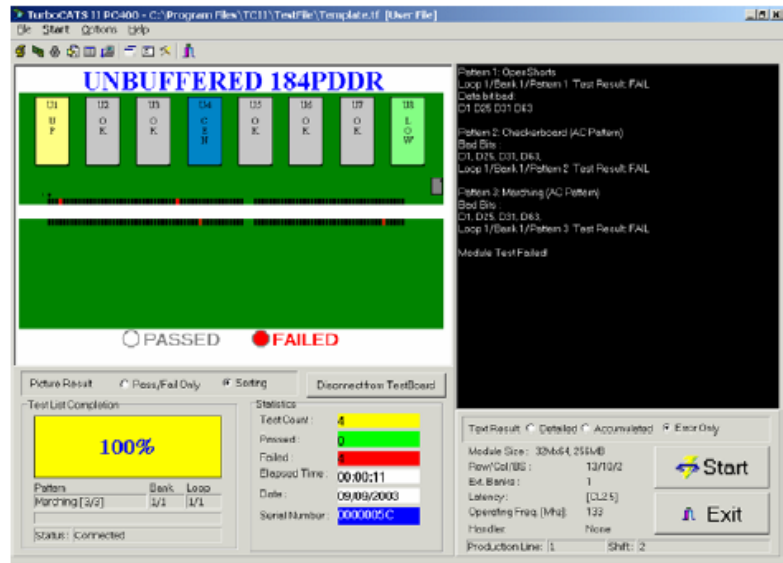 TurboCATS II PC400 - C:\Program Files\TCII\TestFile\Template.tf [User File]
File Start Options Help
UNBUFFERED 184PDDR
U1 U2 U3 U4 U5 U6 U7 U8
UP OK OK CEN OK OK OK LOW
PASSED FAILED
Picture Result Pass/Fail Only Sorting Disconnect from TestBoard
Test List Completion
100%
Pattern Bank Loop
Marching [3/3] 1/1 1/1
Status: Connected
Statistics
Test Count: 4
Passed: 0
Failed: 4
Elapsed Time: 00:00:11
Date: 09/09/2003
Serial Number: 0000005C
Pattern 1: OpenShorts
Loop 1/Bank 1/Pattern 1 Test Result: FAIL
Data bit bad:
D1 D25 D31 D63
Pattern 2: Checkerboard (AC Pattern)
Bad Bits :
D1, D25, D31, D63,
Loop 1/Bank 1/Pattern 2 Test Result: FAIL
Pattern 3: Marching (AC Pattern)
Bad Bits :
D1, D25, D31, D63,
Loop 1/Bank 1/Pattern 3 Test Result: FAIL
Module Test Failed!
Text Result Detailed Accumulated Error Only
Module Size: 32Mx64, 256MB
Row/Col/BS: 13/10/2
Ext. Banks: 1
Latency: [CL2.5]
Operating Freq. [Mhz]: 133
Handler: None
Production Line: 1 Shift: 2
Start
Exit